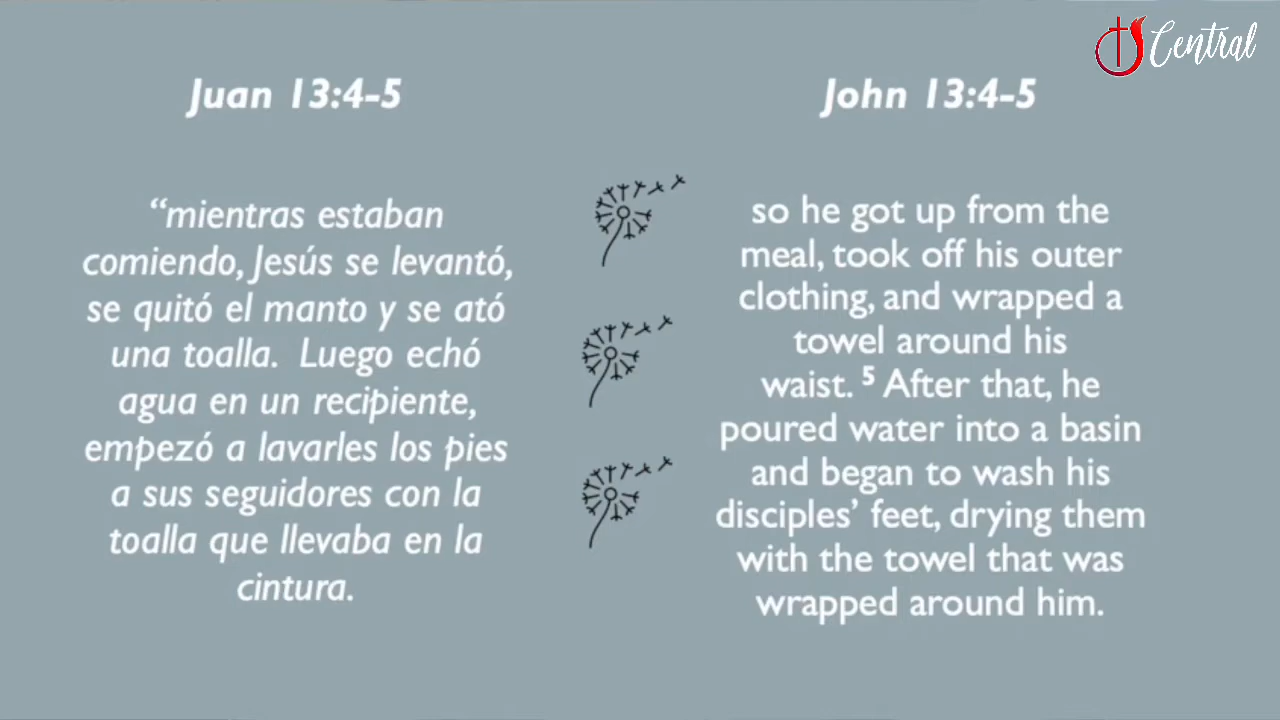 Central
Juan 13:4-5
“mientras estaban
comiendo, Jesús se levantó,
se quitó el manto y se ató
una toalla.  Luego echó
agua en un recipiente,
empezó a lavarles los pies
a sus seguidores con la
toalla que llevaba en la
cintura.
John 13:4-5
so he got up from the
meal, took off his outer
clothing, and wrapped a
towel around his
waist. ⁵ After that, he
poured water into a basin
and began to wash his
disciples’ feet, drying them
with the towel that was
wrapped around him.